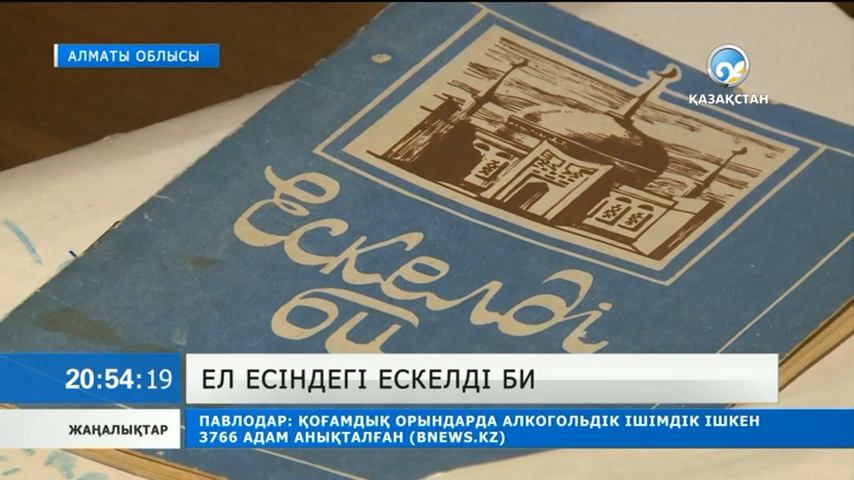 АЛМАТЫ ОБЛЫСЫ
ҚАЗАҚСТАН
Ескелді
би
20:54:19
ЕЛ ЕСІНДЕГІ ЕСКЕЛДІ БИ
ЖАҢАЛЫҚТАР
ПАВЛОДАР: ҚОҒАМДЫҚ ОРЫНДАРДА АЛКОГОЛЬДІК ІШІМДІК ІШКЕН
3766 АДАМ АНЫҚТАЛҒАН (BNEWS.KZ)